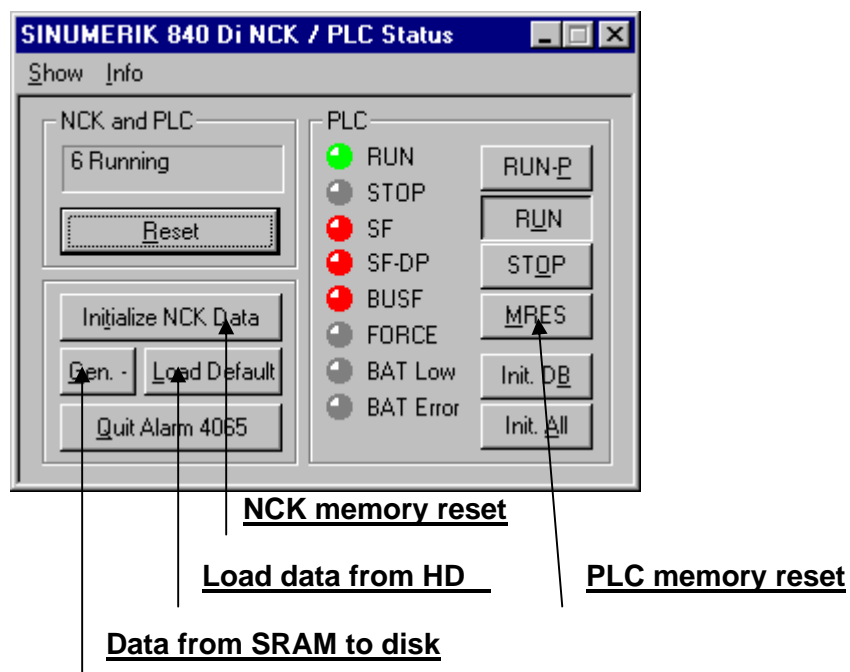 SINUMERIK 840 Di NCK / PLC Status
Show Info
NCK and PLC
6 Running
Reset
Initialize NCK Data
Gen. - Load Default
Quit Alarm 4065
PLC
RUN
STOP
SF
SF-DP
BUSF
FORCE
BAT Low
BAT Error
RUN-P
RUN
STOP
MRES
Init. DB
Init. All
NCK memory reset
Load data from HD
PLC memory reset
Data from SRAM to disk